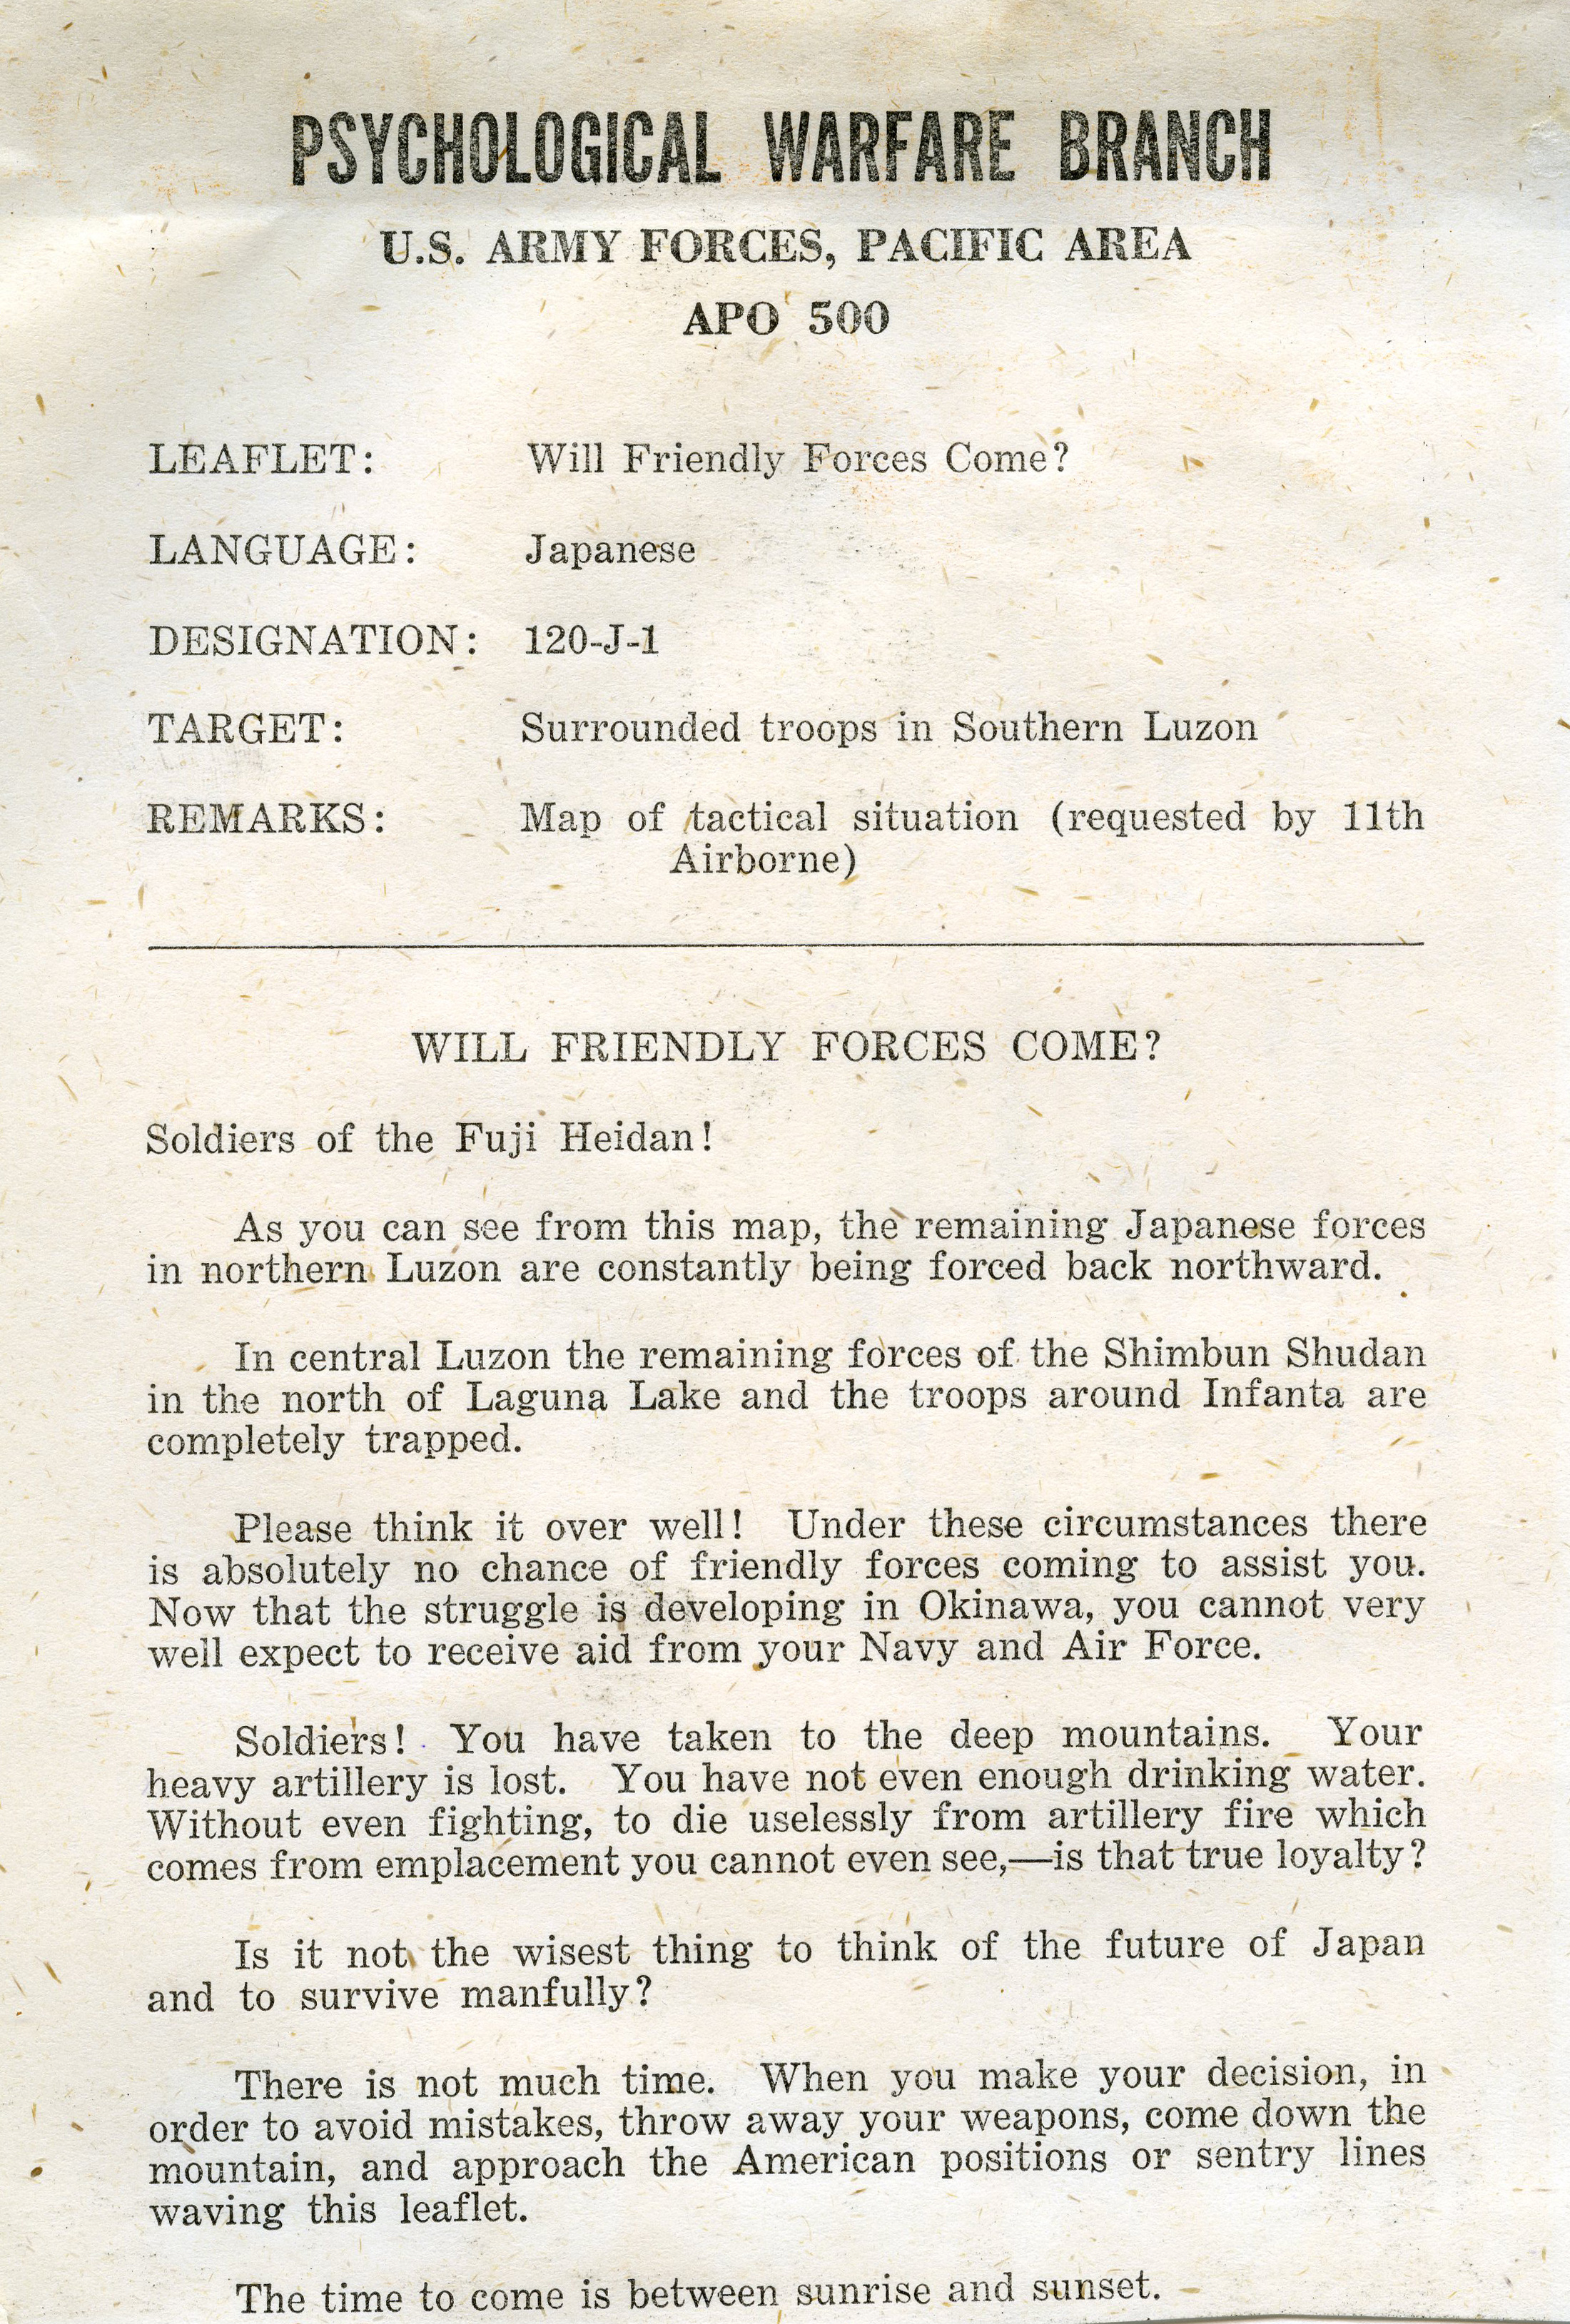 PSYCHOLOGICAL WARFARE BRANCH
U.S. ARMY FORCES, PACIFIC AREA
APO 500
LEAFLET: Will Friendly Forces Come?
LANGUAGE: Japanese
DESIGNATION: 120-J-1
TARGET: Surrounded troops in Southern Luzon
REMARKS: Map of tactical situation (requested by 11th
Airborne)
WILL FRIENDLY FORCES COME?
Soldiers of the Fuji Heidan!
As you can see from this map, the remaining Japanese forces
in northern Luzon are constantly being forced back northward.
In central Luzon the remaining forces of the Shimbun Shudan
in the north of Laguna Lake and the troops around Infanta are
completely trapped.
Please think it over well! Under these circumstances there
is absolutely no chance of friendly forces coming to assist you.
Now that the struggle is developing in Okinawa, you cannot very
well expect to receive aid from your Navy and Air Force.
Soldiers! You have taken to the deep mountains. Your
heavy artillery is lost. You have not even enough drinking water.
Without even fighting, to die uselessly from artillery fire which
comes from emplacement you cannot even see,—is that true loyalty?
Is it not the wisest thing to think of the future of Japan
and to survive manfully?
There is not much time. When you make your decision, in
order to avoid mistakes, throw away your weapons, come down the
mountain, and approach the American positions or sentry lines
waving this leaflet.
The time to come is between sunrise and sunset.